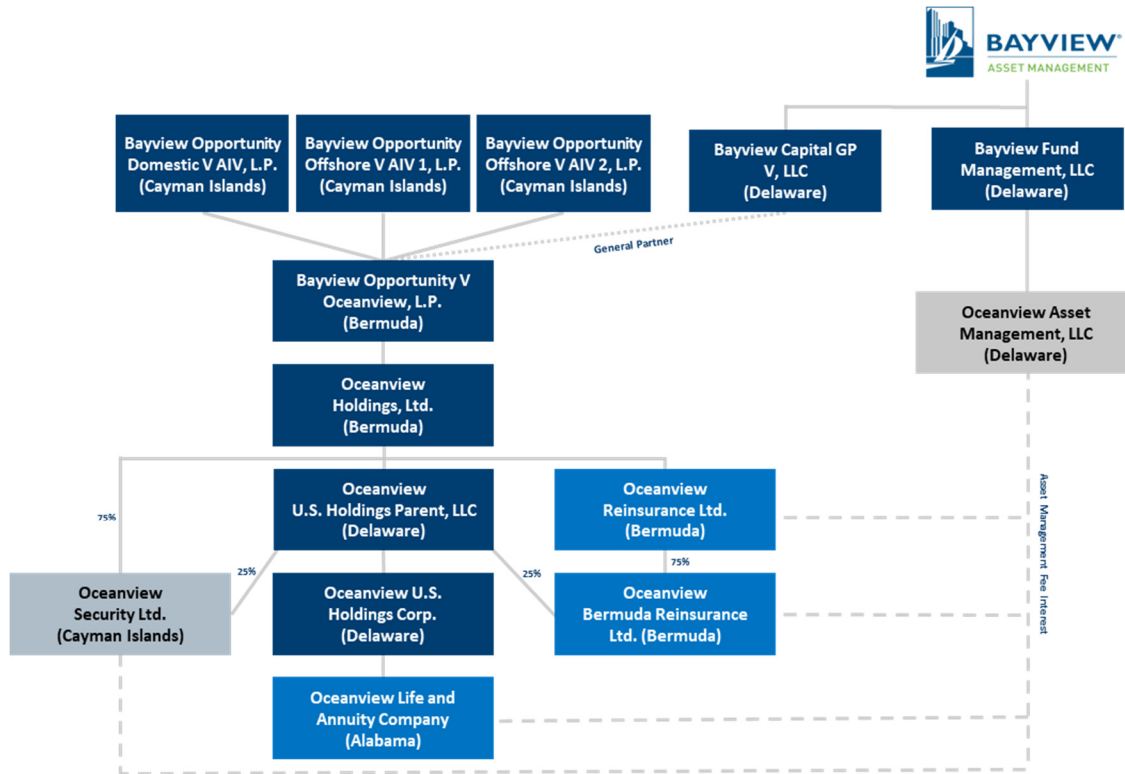 BAYVIEW®
ASSET MANAGEMENT
Bayview Opportunity
Domestic V AIV, L.P.
(Cayman Islands)
Bayview Opportunity
Offshore V AIV 1, L.P.
(Cayman Islands)
Bayview Opportunity
Offshore V AIV 2, L.P.
(Cayman Islands)
Bayview Capital GP
V, LLC
(Delaware)
Bayview Fund
Management, LLC
(Delaware)
General Partner
Bayview Opportunity V
Oceanview, L.P.
(Bermuda)
Oceanview Asset
Management, LLC
(Delaware)
Oceanview
Holdings, Ltd.
(Bermuda)
75%
Oceanview
U.S. Holdings Parent, LLC
(Delaware)
Oceanview
Reinsurance Ltd.
(Bermuda)
Asset Management Fee Interest
25%
25%
75%
Oceanview
Security Ltd.
(Cayman Islands)
Oceanview U.S.
Holdings Corp.
(Delaware)
Oceanview
Bermuda Reinsurance
Ltd. (Bermuda)
Oceanview Life and
Annuity Company
(Alabama)